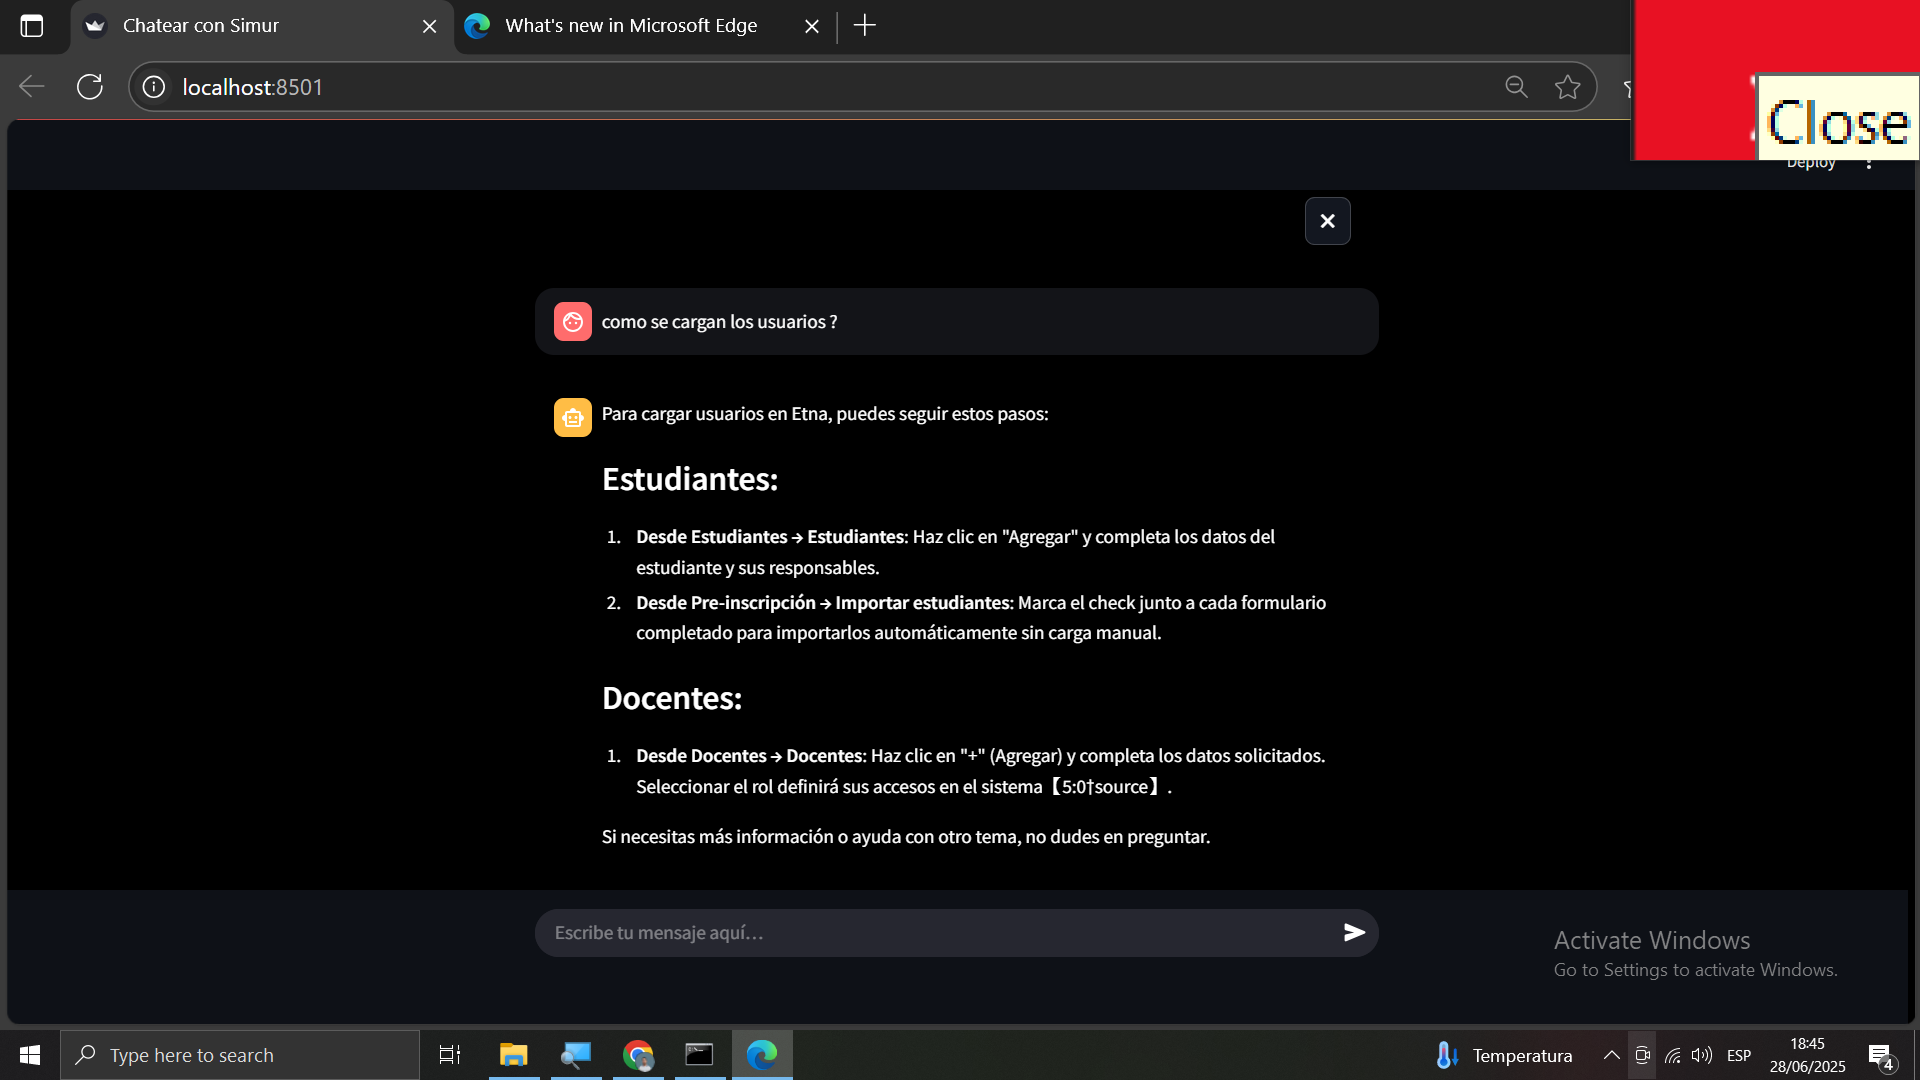 Chatear con Simur
What's new in Microsoft Edge
localhost:8501
Close
Deploy
como se cargan los usuarios ?
Para cargar usuarios en Etna, puedes seguir estos pasos:
Estudiantes:
1. Desde Estudiantes → Estudiantes: Haz clic en "Agregar" y completa los datos del
estudiante y sus responsables.
2. Desde Pre-inscripción → Importar estudiantes: Marca el check junto a cada formulario
completado para importarlos automáticamente sin carga manual.
Docentes:
1. Desde Docentes → Docentes: Haz clic en "+" (Agregar) y completa los datos solicitados.
Seleccionar el rol definirá sus accesos en el sistema【5:0†source】.
Si necesitas más información o ayuda con otro tema, no dudes en preguntar.
Escribe tu mensaje aquí...
Activate Windows
Go to Settings to activate Windows.
Type here to search
Temperatura
ESP
18:45
28/06/2025
4